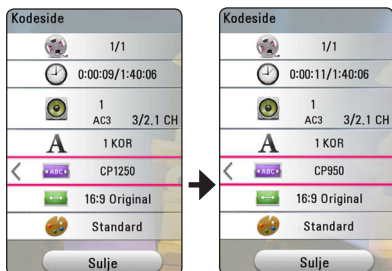 Kodeside
1/1
0:00:09/1:40:06
1
AC3 3/2.1 CH
A 1 KOR
ABC CP1250
16:9 Original
Standard
Sulje
Kodeside
1/1
0:00:11/1:40:06
1
AC3 3/2.1 CH
A 1 KOR
ABC CP950
16:9 Original
Standard
Sulje